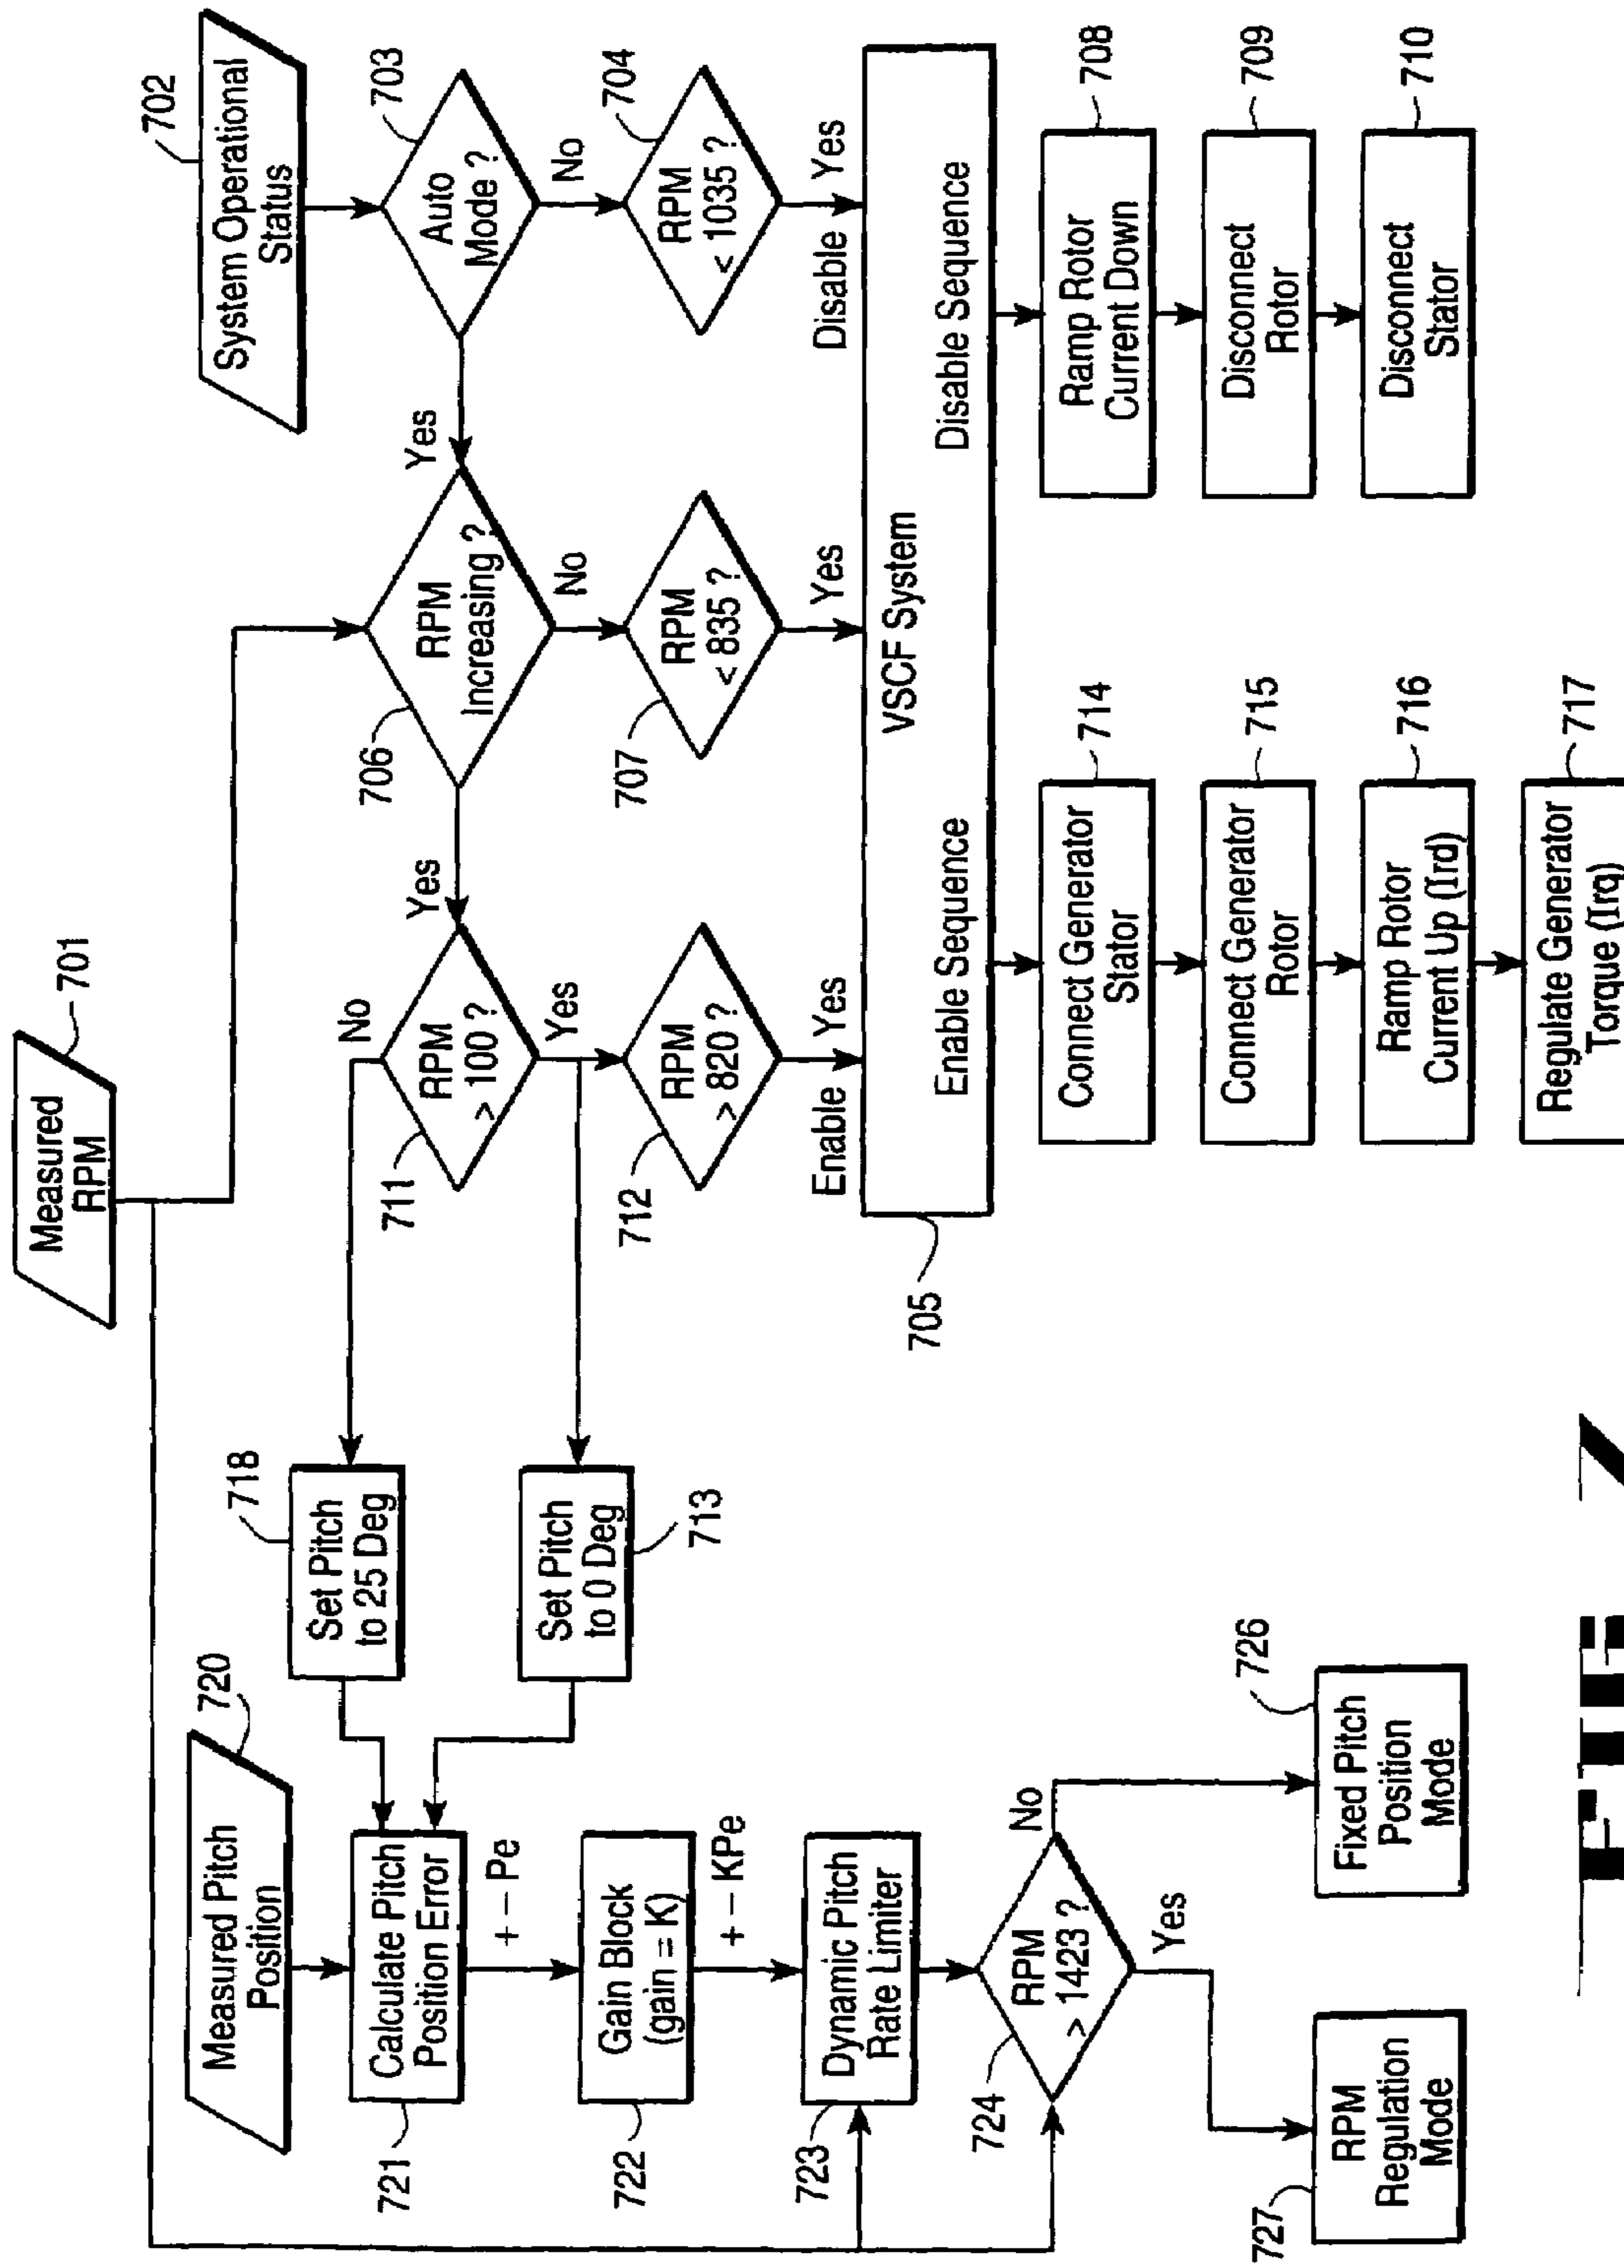 Measured
RPM
701
System Operational
Status
702
Auto
Mode ?
703
No
Yes
RPM
< 1035 ?
704
Disable
Yes
RPM
Increasing ?
706
No
Yes
RPM
< 835 ?
707
Yes
RPM
> 100 ?
711
No
Yes
RPM
> 820 ?
712
Enable
Yes
VSCF System
Enable Sequence
Disable Sequence
705
Ramp Rotor
Current Down
708
Disconnect
Rotor
709
Disconnect
Stator
710
Connect Generator
Stator
714
Connect Generator
Rotor
715
Ramp Rotor
Current Up (Ird)
716
Regulate Generator
Torque (Irq)
717
Set Pitch
to 25 Deg
718
Set Pitch
to 0 Deg
713
Measured Pitch
Position
720
Calculate Pitch
Position Error
721
+ – Pe
Gain Block
(gain = K)
722
+ – KPe
Dynamic Pitch
Rate Limiter
723
RPM
> 1423 ?
724
No
Yes
Fixed Pitch
Position
Mode
726
RPM
Regulation
Mode
727